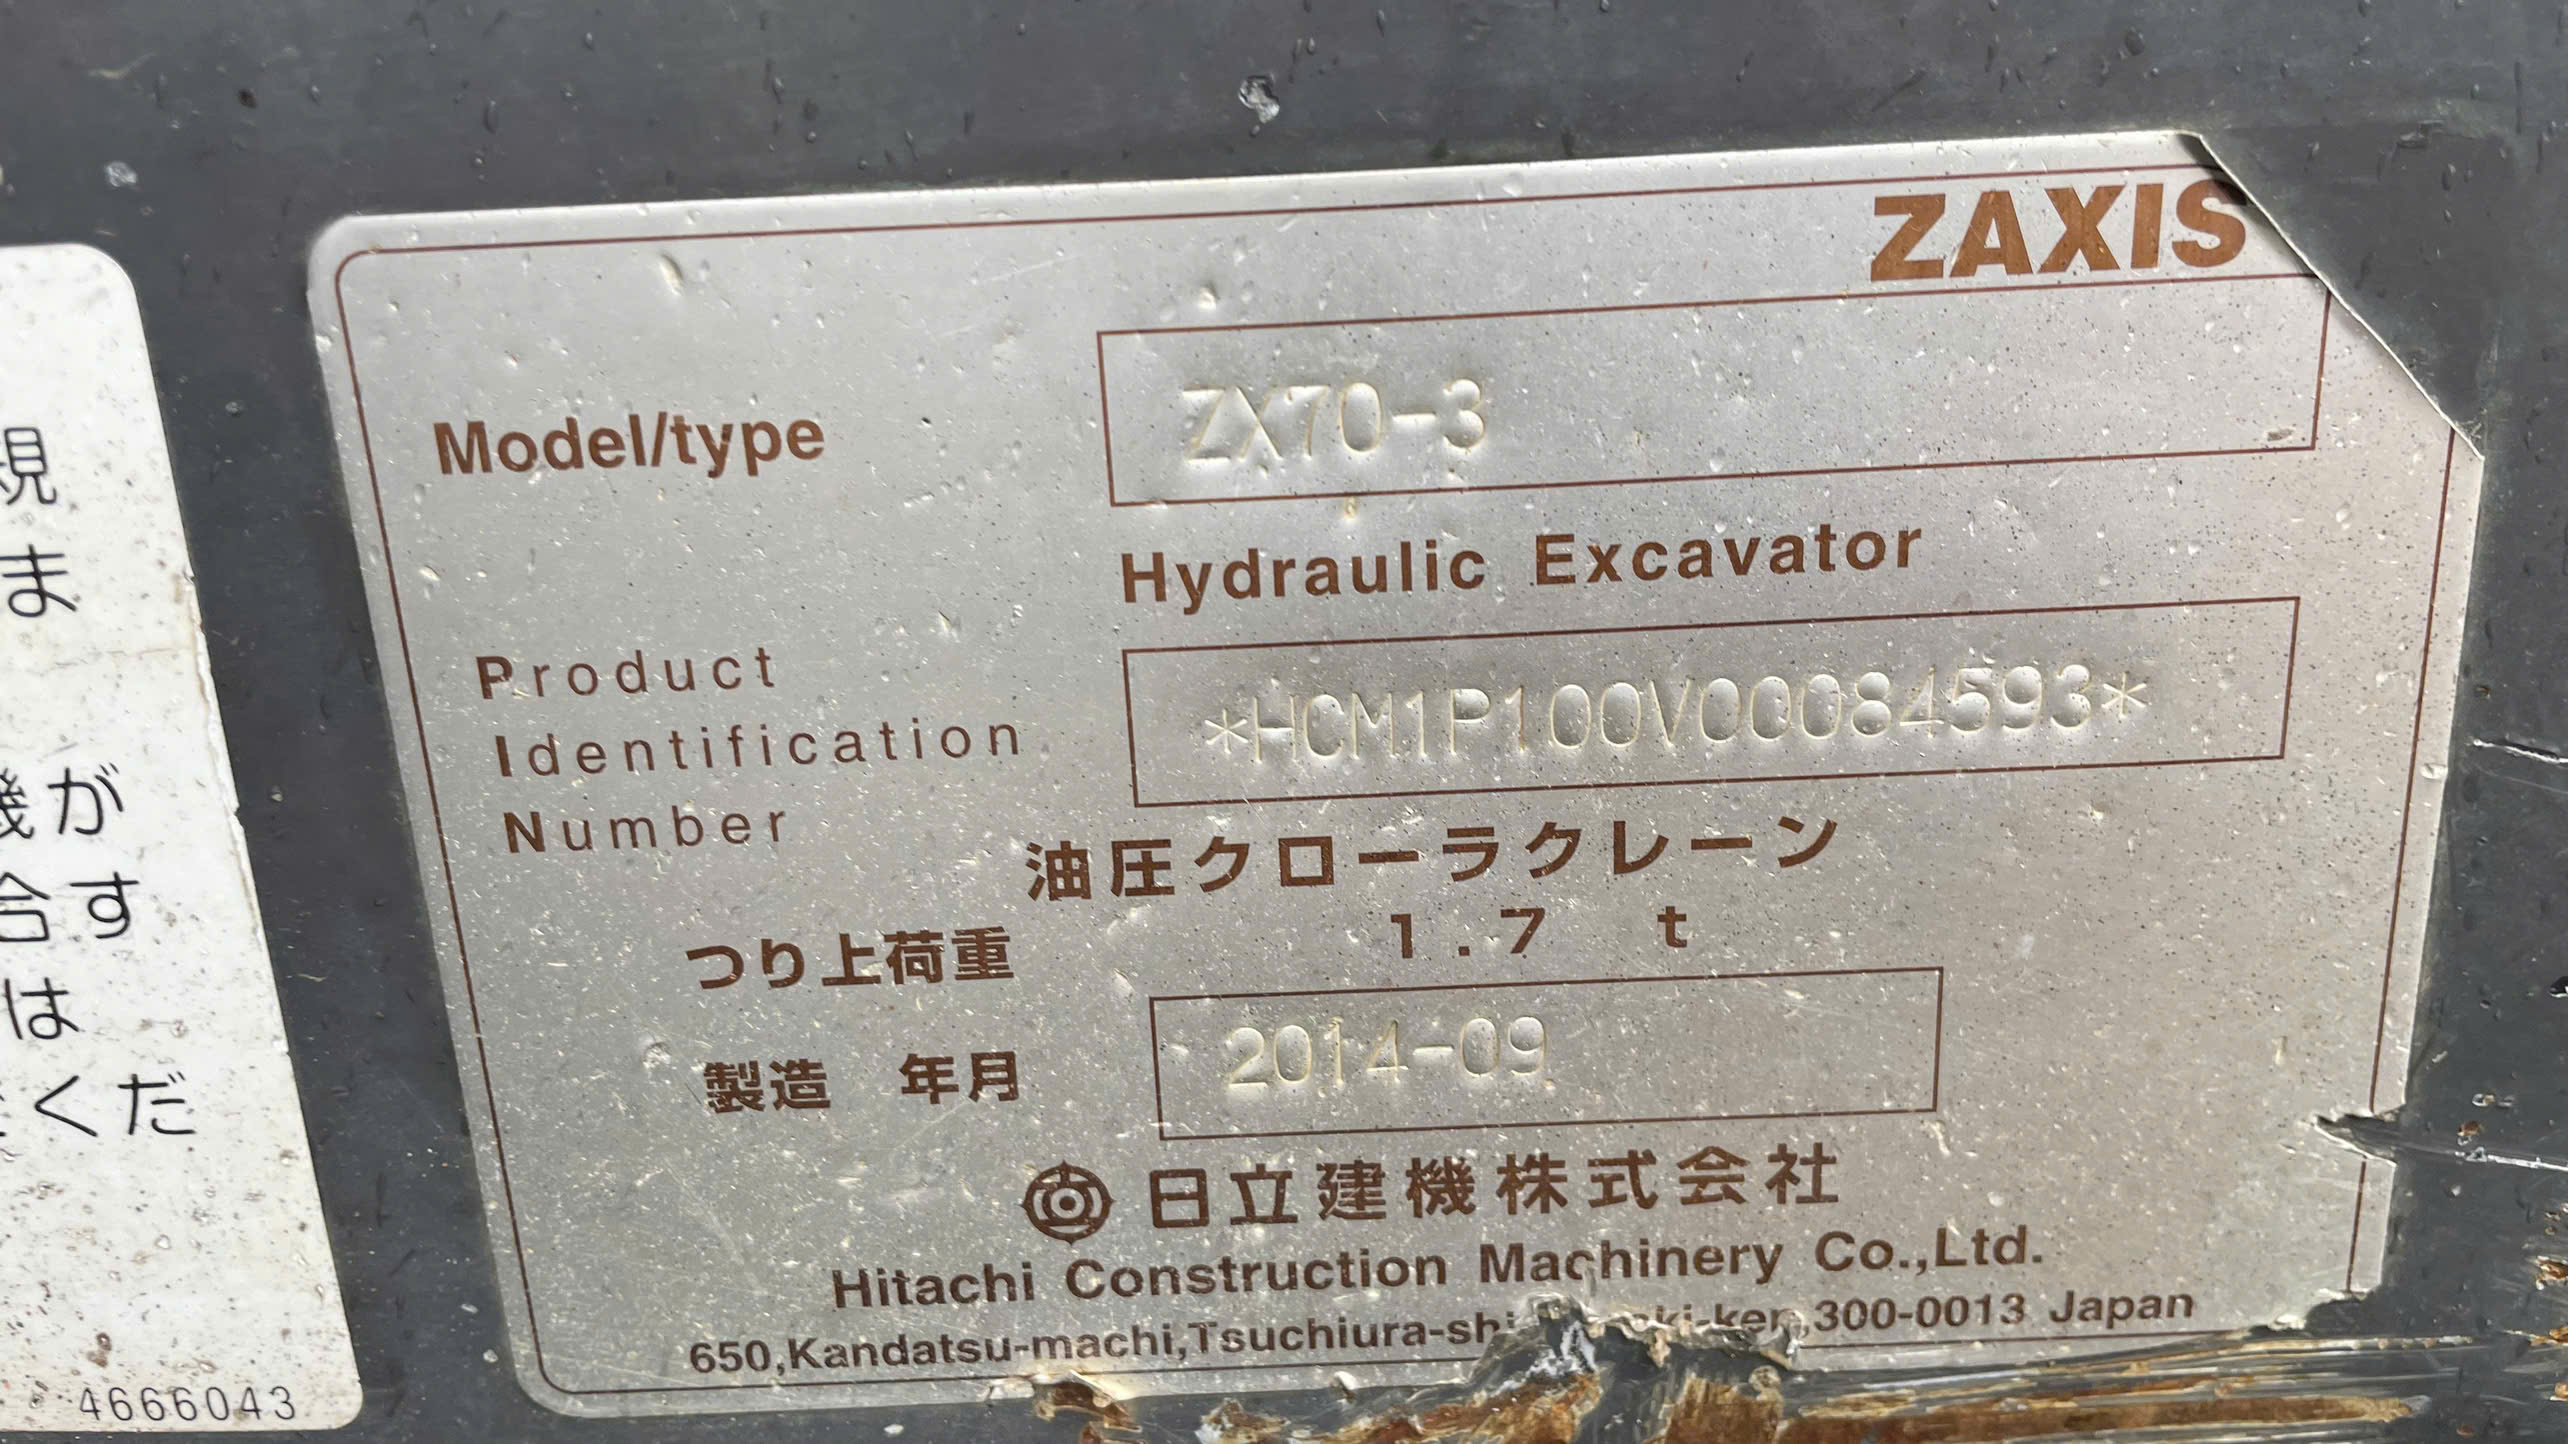 ZAXIS
Model/type
ZX70-3
Hydraulic Excavator
Product
Identification
Number
*HCM1P100V00084593*
油圧クローラクレーン
つり上荷重 1.7 t
製造 年月
2014-09
日立建機株式会社
Hitachi Construction Machinery Co.,Ltd.
650,Kandatsu-machi,Tsuchiura-shi 300-0013 Japan
現
ま
機が
合す
は
くだ
4666043